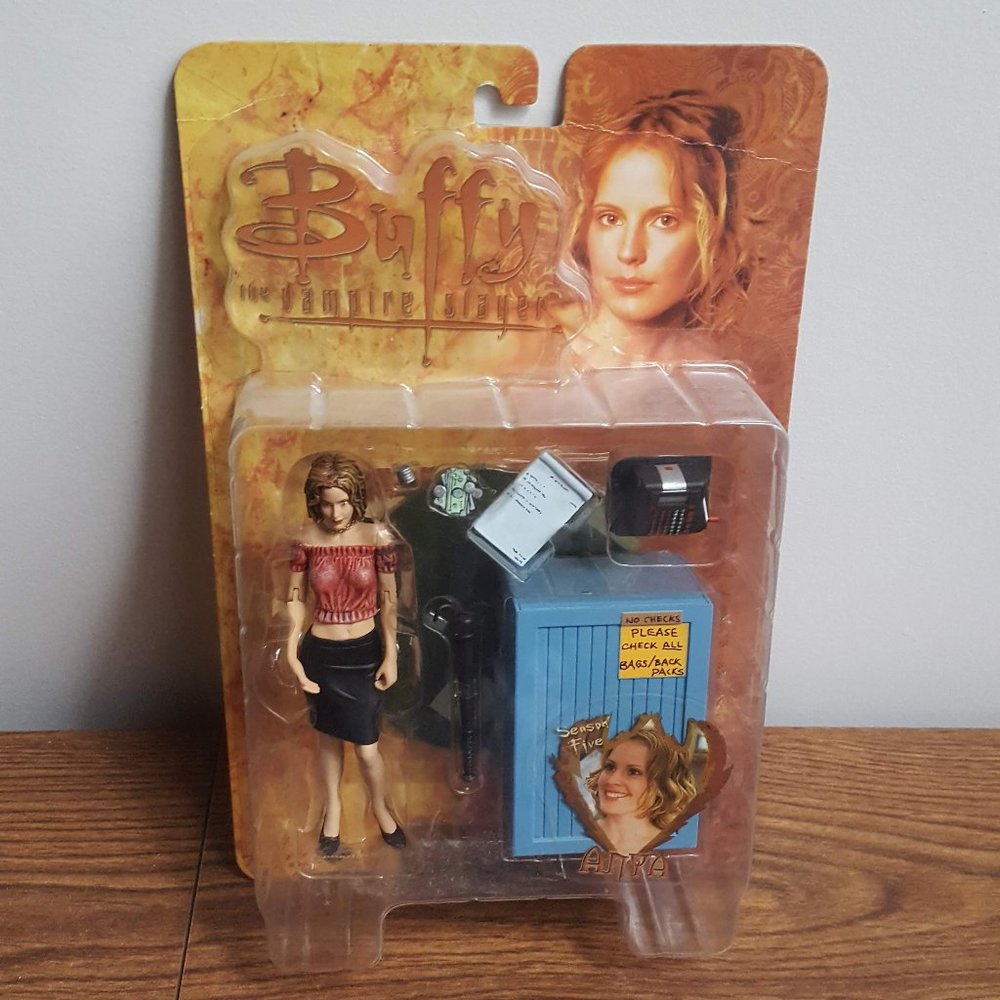 Buffy
the vampire slayer
NO CHECKS
PLEASE
CHECK ALL
BAGS/BACK
PACKS
Season
Five
ANYA